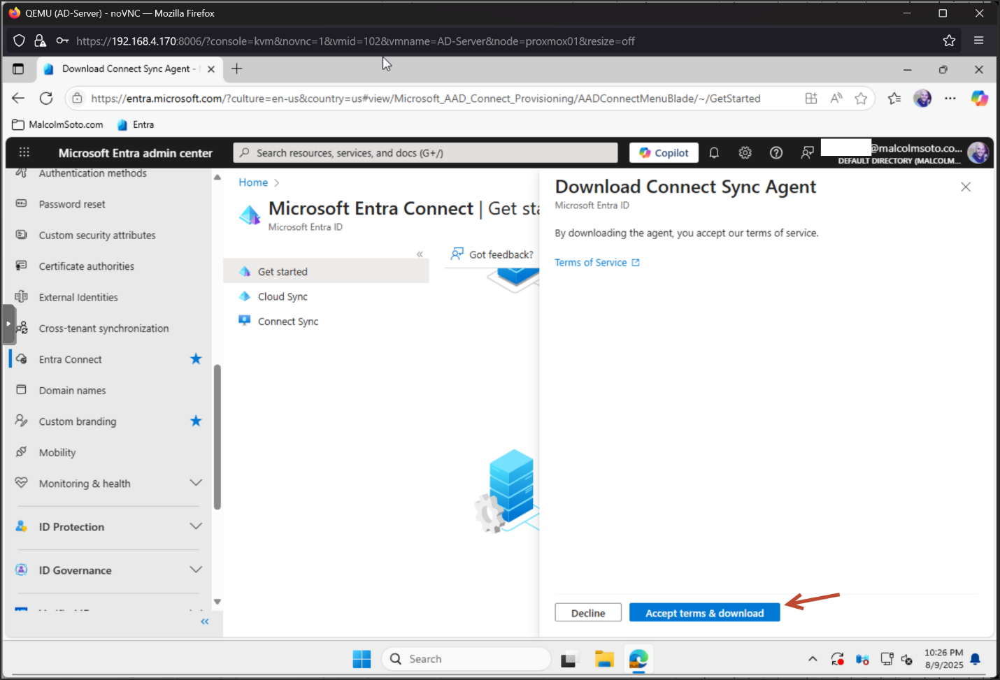 QEMU (AD-Server) - noVNC — Mozilla Firefox
https://192.168.4.170:8006/?console=kvm&novnc=1&vmid=102&vmname=AD-Server&node=proxmox01&resize=off
Download Connect Sync Agent -
https://entra.microsoft.com/?culture=en-us&country=us#view/Microsoft_AAD_Connect_Provisioning/AADConnectMenuBlade/~/GetStarted
MalcolmSoto.com
Entra
Microsoft Entra admin center
Search resources, services, and docs (G+/)
Copilot
@malcolmsoto.co...
DEFAULT DIRECTORY (MALCOLM...
Authentication methods
Password reset
Custom security attributes
Certificate authorities
External Identities
Cross-tenant synchronization
Entra Connect
Domain names
Custom branding
Mobility
Monitoring & health
ID Protection
ID Governance
Home
Microsoft Entra Connect | Get sta
Microsoft Entra ID
Got feedback?
Get started
Cloud Sync
Connect Sync
Download Connect Sync Agent
Microsoft Entra ID
By downloading the agent, you accept our terms of service.
Terms of Service
Decline
Accept terms & download
Search
10:26 PM
8/9/2025